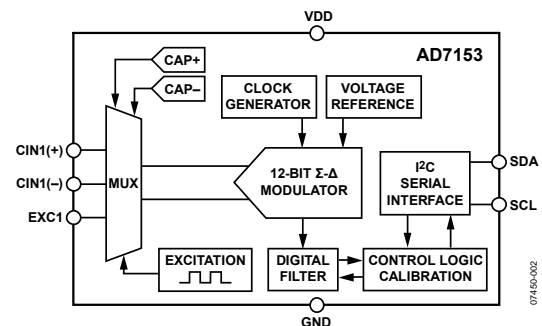 VDD
AD7153
CAP+
CAP–
CLOCK
GENERATOR
VOLTAGE
REFERENCE
CIN1(+)
CIN1(–)
EXC1
MUX
12-BIT Σ-Δ
MODULATOR
I²C
SERIAL
INTERFACE
SDA
SCL
EXCITATION
DIGITAL
FILTER
CONTROL LOGIC
CALIBRATION
GND
07450-002